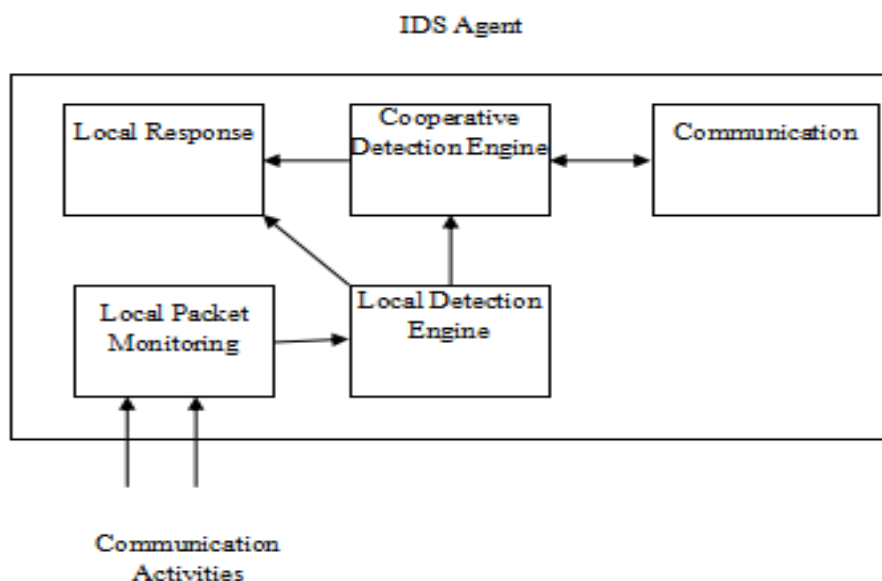 IDS Agent
Local Response
Cooperative
Detection Engine
Communication
Local Packet
Monitoring
Local Detection
Engine
Communication
Activities